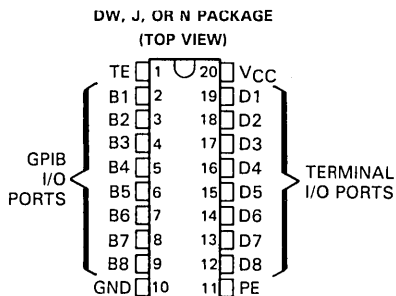 DW, J, OR N PACKAGE
(TOP VIEW)
TE 1 20 VCC
B1 2 19 D1
B2 3 18 D2
B3 4 17 D3
B4 5 16 D4
B5 6 15 D5
B6 7 14 D6
B7 8 13 D7
B8 9 12 D8
GND 10 11 PE
GPIB
I/O
PORTS
TERMINAL
I/O PORTS